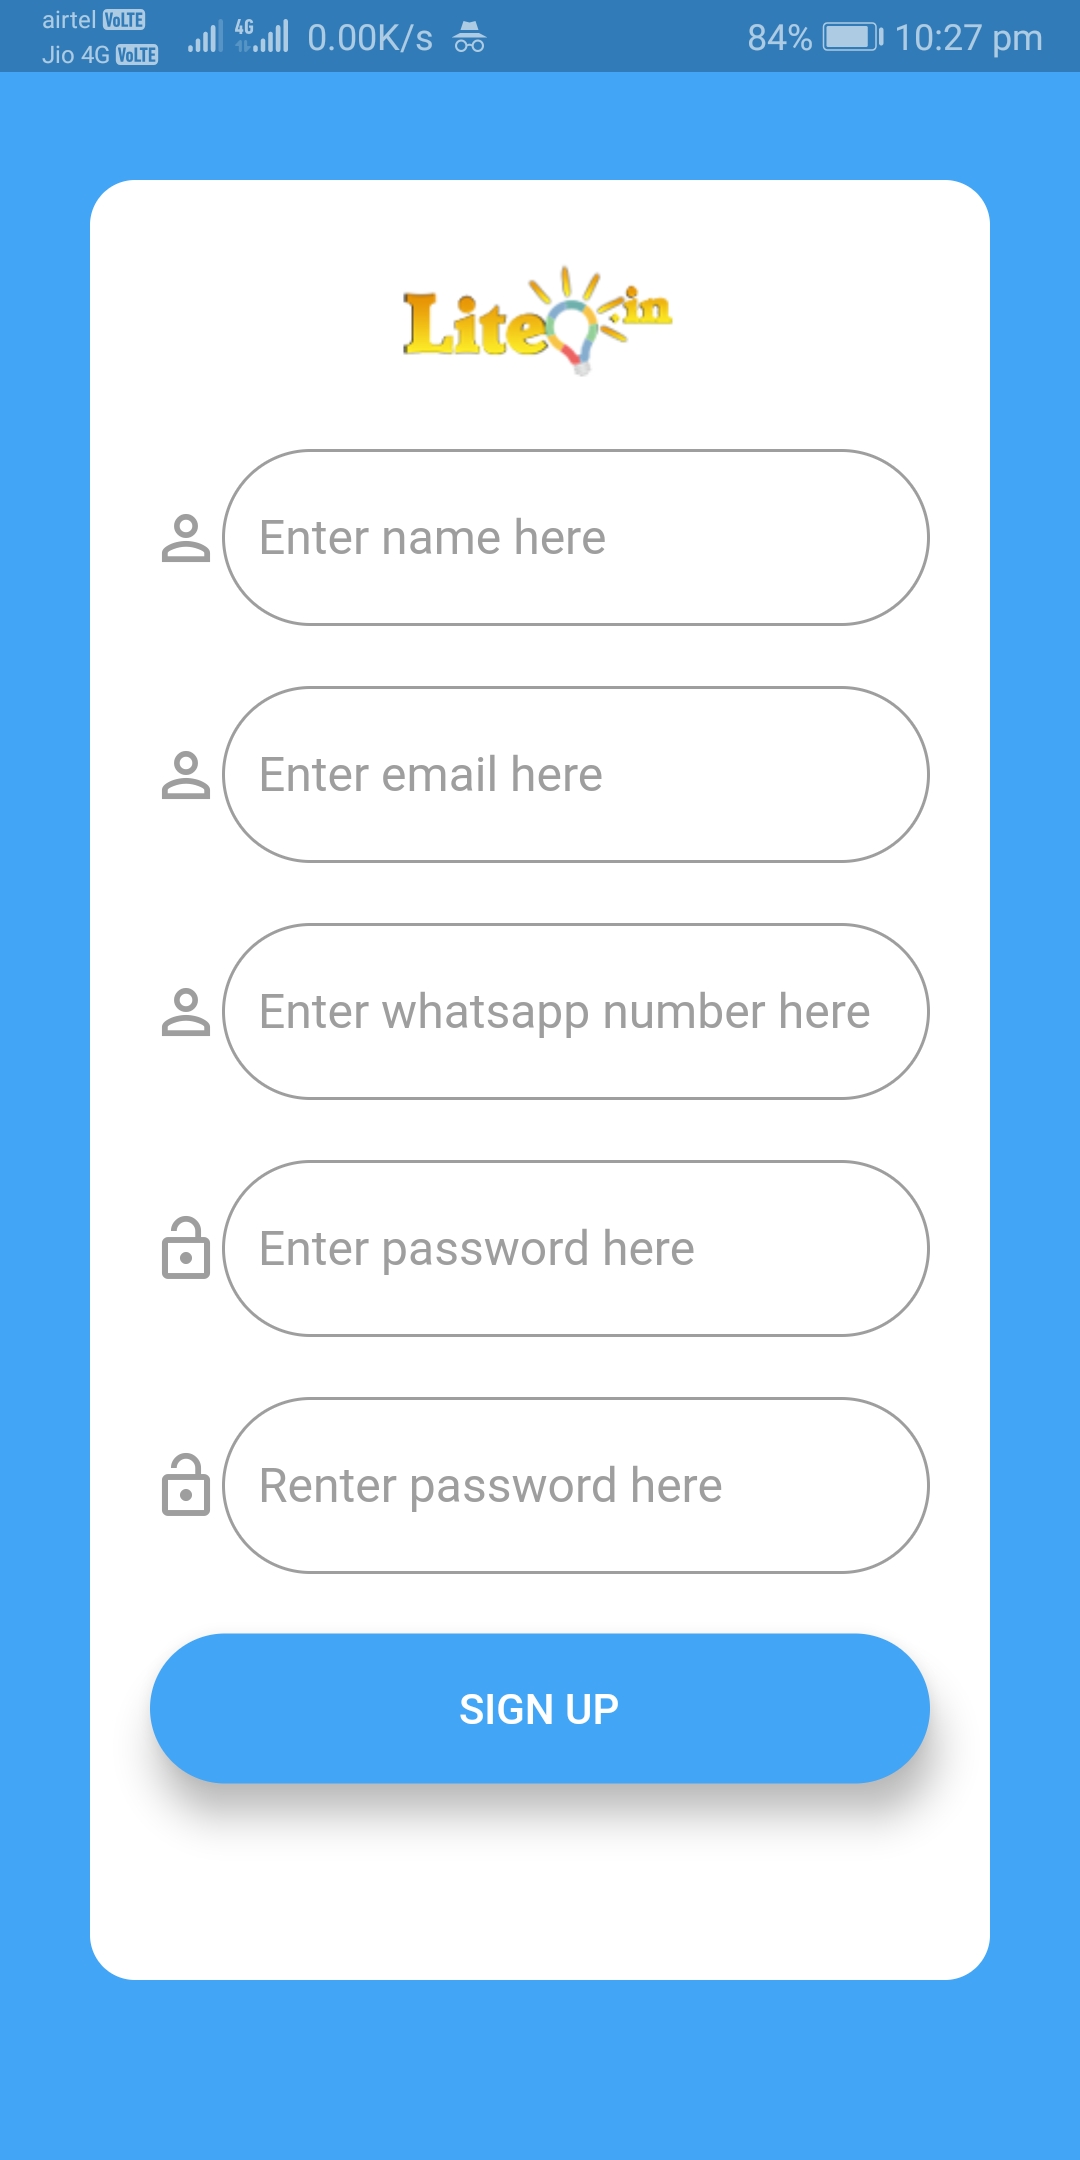 airtel VoLTE
Jio 4G VoLTE
4G
0.00K/s
84%
10:27 pm
Lite.in
Enter name here
Enter email here
Enter whatsapp number here
Enter password here
Renter password here
SIGN UP